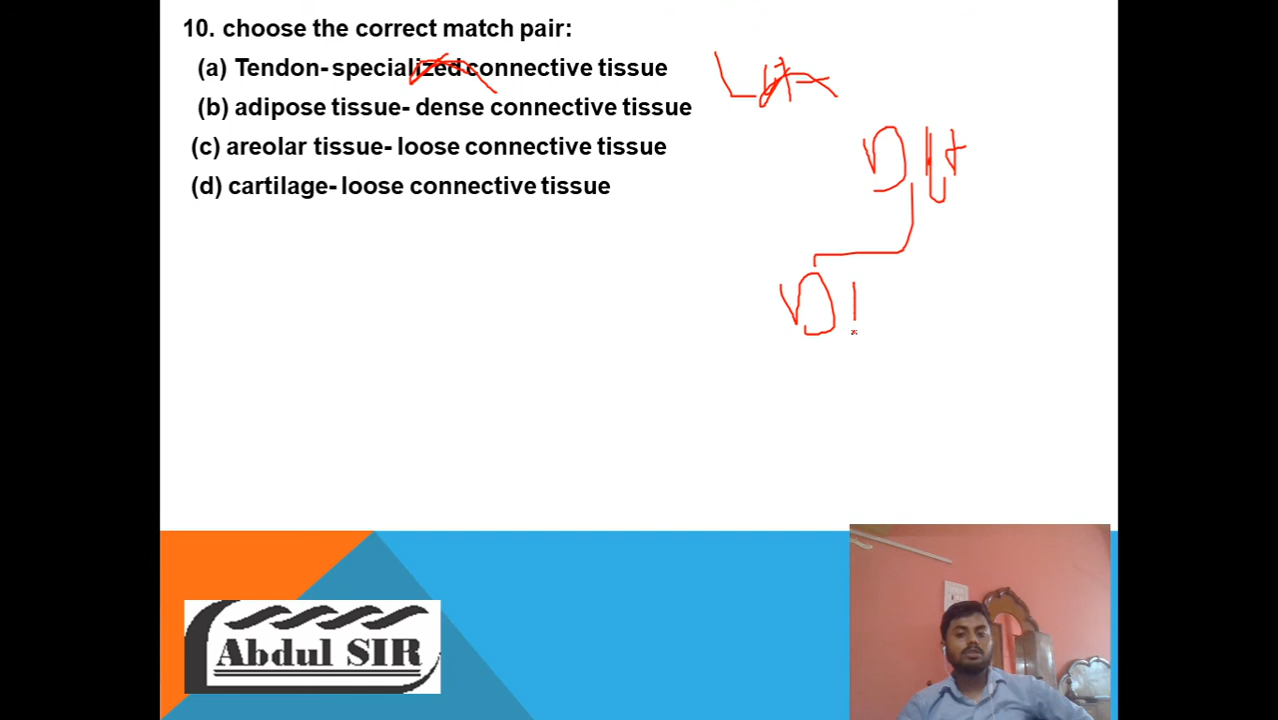 10. choose the correct match pair:
(a) Tendon- specialized connective tissue
(b) adipose tissue- dense connective tissue
(c) areolar tissue- loose connective tissue
(d) cartilage- loose connective tissue
Abdul SIR